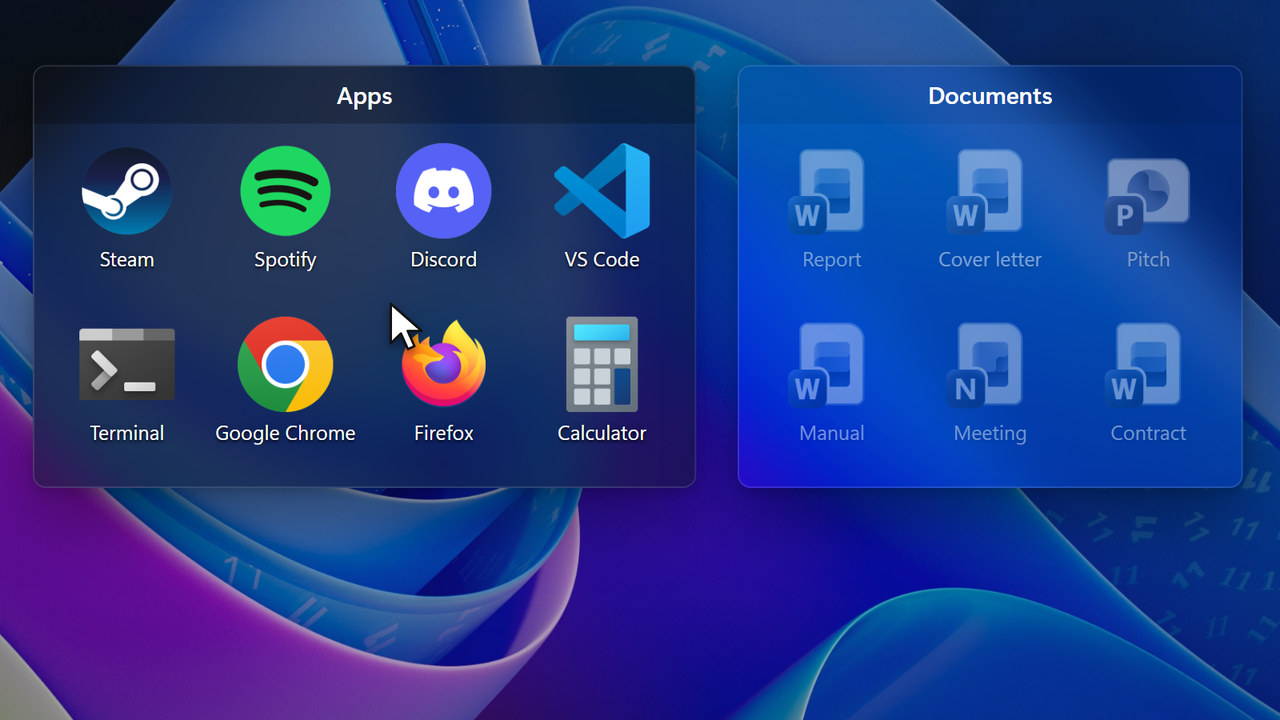 Apps
Documents
Steam
Spotify
Discord
VS Code
W
Report
W
Cover letter
P
Pitch
Terminal
Google Chrome
Firefox
Calculator
W
Manual
N
Meeting
W
Contract